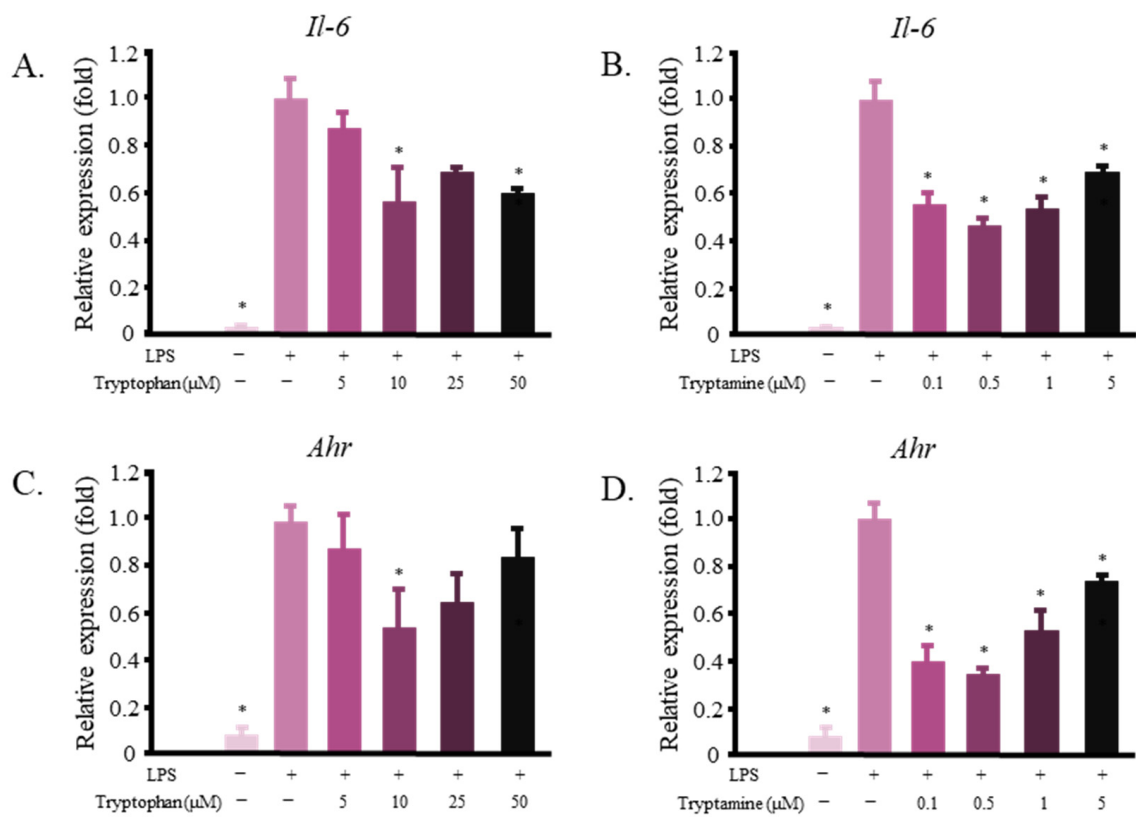 Il-6
A.
Relative expression (fold)
1.2
1.0
0.8
0.6
0.4
0.2
0
* * *
LPS − + + + + +
Tryptophan(µM) − − 5 10 25 50
Il-6
B.
Relative expression (fold)
1.2
1.0
0.8
0.6
0.4
0.2
0
* * * * *
LPS − + + + + +
Tryptamine (µM) − − 0.1 0.5 1 5
Ahr
C.
Relative expression (fold)
1.2
1.0
0.8
0.6
0.4
0.2
0
* *
LPS − + + + + +
Tryptophan(µM) − − 5 10 25 50
Ahr
D.
Relative expression (fold)
1.2
1.0
0.8
0.6
0.4
0.2
0
* * * * *
LPS − + + + + +
Tryptamine (µM) − − 0.1 0.5 1 5